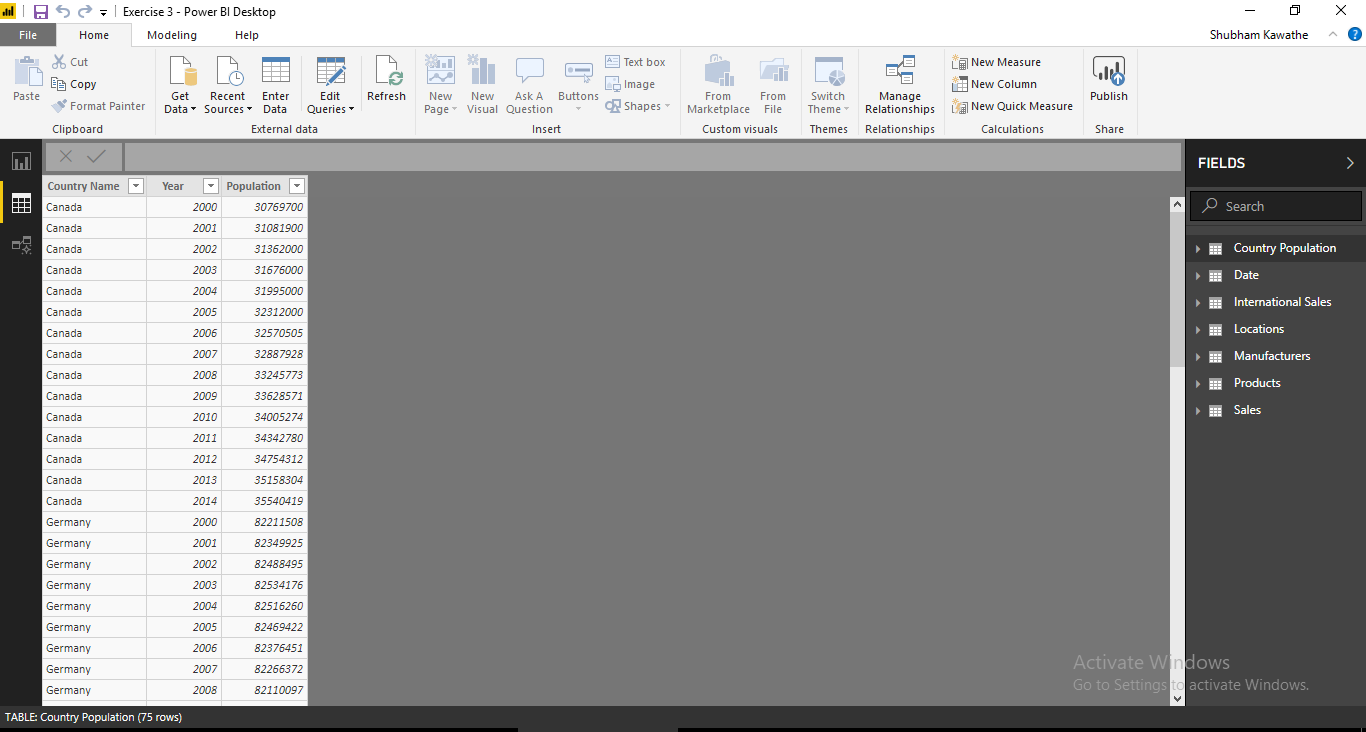 Exercise 3 - Power BI Desktop
File Home Modeling Help Shubham Kawathe ?
Paste
Cut
Copy
Format Painter
Clipboard
Get Data
Recent Sources
Enter Data
Edit Queries
Refresh
External data
New Page
New Visual
Ask A Question
Buttons
Text box
Image
Shapes
Insert
From Marketplace
From File
Custom visuals
Switch Theme
Themes
Manage Relationships
Relationships
New Measure
New Column
New Quick Measure
Calculations
Publish
Share
Country Name Year Population
Canada 2000 30769700
Canada 2001 31081900
Canada 2002 31362000
Canada 2003 31676000
Canada 2004 31995000
Canada 2005 32312000
Canada 2006 32570505
Canada 2007 32887928
Canada 2008 33245773
Canada 2009 33628571
Canada 2010 34005274
Canada 2011 34342780
Canada 2012 34754312
Canada 2013 35158304
Canada 2014 35540419
Germany 2000 82211508
Germany 2001 82349925
Germany 2002 82488495
Germany 2003 82534176
Germany 2004 82516260
Germany 2005 82469422
Germany 2006 82376451
Germany 2007 82266372
Germany 2008 82110097
FIELDS
Search
Country Population
Date
International Sales
Locations
Manufacturers
Products
Sales
Activate Windows
Go to Settings to activate Windows.
TABLE: Country Population (75 rows)